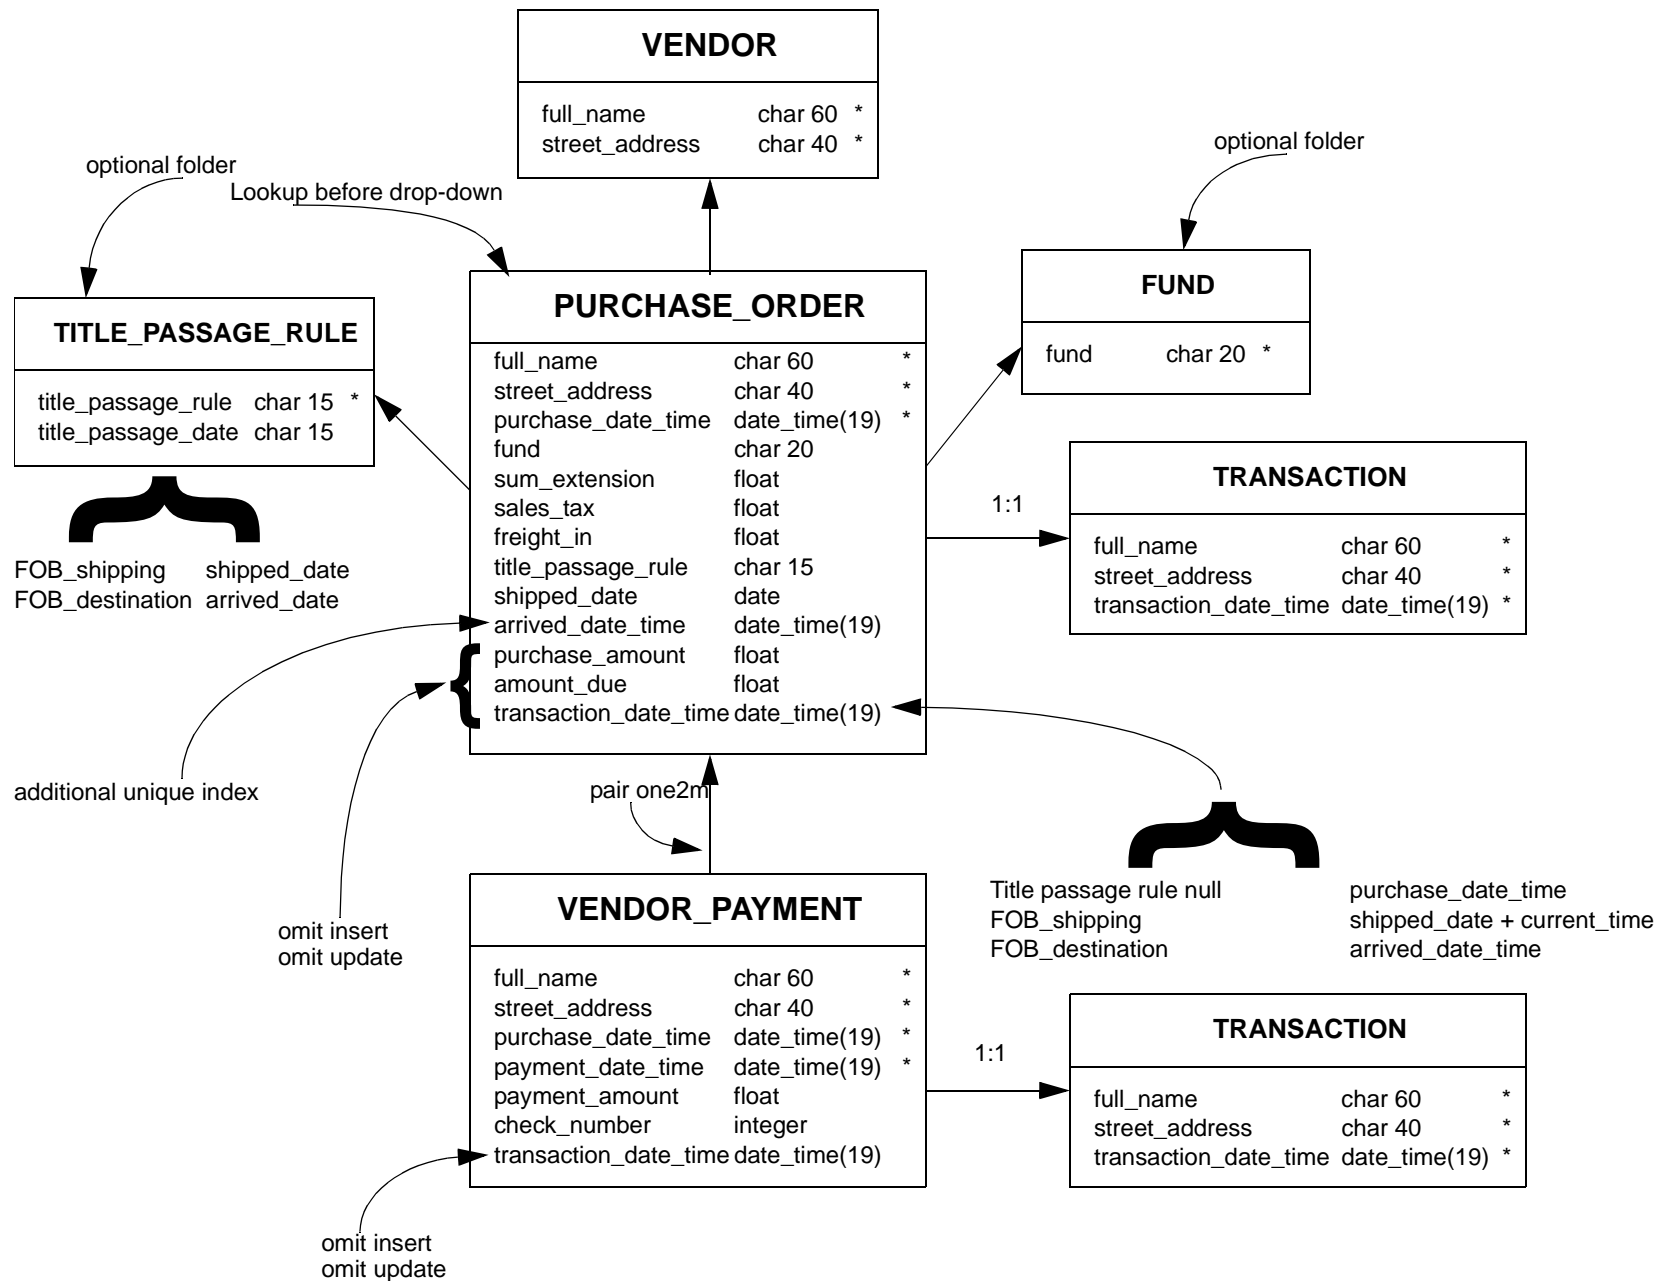 VENDOR
full_name char 60 *
street_address char 40 *
optional folder
Lookup before drop-down
optional folder
TITLE_PASSAGE_RULE
title_passage_rule char 15 *
title_passage_date char 15
FOB_shipping shipped_date
FOB_destination arrived_date
PURCHASE_ORDER
full_name char 60 *
street_address char 40 *
purchase_date_time date_time(19) *
fund char 20
sum_extension float
sales_tax float
freight_in float
title_passage_rule char 15
shipped_date date
arrived_date_time date_time(19)
purchase_amount float
amount_due float
transaction_date_time date_time(19)
FUND
fund char 20 *
1:1
TRANSACTION
full_name char 60 *
street_address char 40 *
transaction_date_time date_time(19) *
additional unique index
pair one2m
omit insert
omit update
Title passage rule null purchase_date_time
FOB_shipping shipped_date + current_time
FOB_destination arrived_date_time
VENDOR_PAYMENT
full_name char 60 *
street_address char 40 *
purchase_date_time date_time(19) *
payment_date_time date_time(19) *
payment_amount float
check_number integer
transaction_date_time date_time(19)
1:1
TRANSACTION
full_name char 60 *
street_address char 40 *
transaction_date_time date_time(19) *
omit insert
omit update